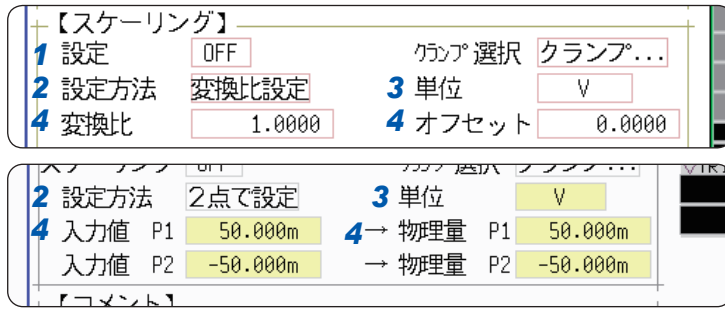 【スケーリング】
1 設定 OFF クランプ 選択 クランプ...
2 設定方法 変換比設定 3 単位 V
4 変換比 1.0000 4 オフセット 0.0000
2 設定方法 2点で設定 3 単位 V
4 入力値 P1 50.000m 4→ 物理量 P1 50.000m
入力値 P2 -50.000m → 物理量 P2 -50.000m
【コメント】